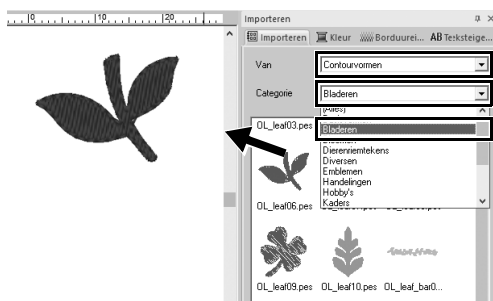 0 10 20
Importeren
Importeren Kleur Borduurei... AB Teksteige...
Van Contourvormen
Categorie Bladeren
(Alles)
OL_leaf03.pes
Bladeren
Dierenriemtekens
Diversen
Emblemen
Handelingen
Hobby's
Kaders
OL_leaf06.pes
OL_leaf09.pes OL_leaf10.pes OL_leaf_bar0...